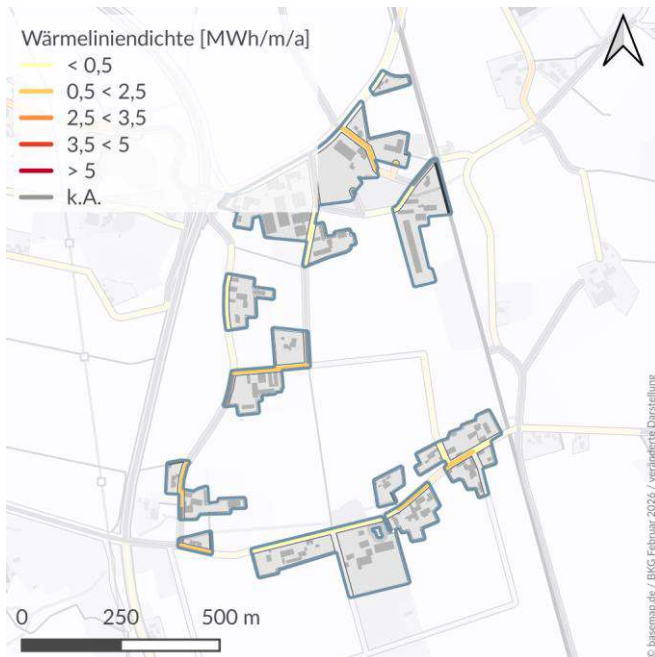 Wärmeliniendichte [MWh/m/a]
< 0,5
0,5 < 2,5
2,5 < 3,5
3,5 < 5
> 5
k.A.
0 250 500 m
© basemap.de / BKG Februar 2026 / veränderte Darstellung